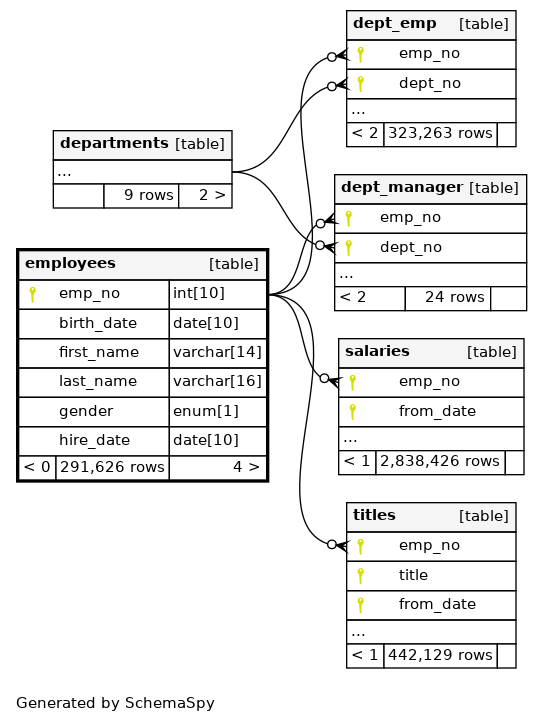 dept_emp [table]
emp_no
dept_no
...
< 2 323,263 rows
departments [table]
...
9 rows 2 >
dept_manager [table]
emp_no
dept_no
...
< 2 24 rows
employees [table]
emp_no int[10]
birth_date date[10]
first_name varchar[14]
last_name varchar[16]
gender enum[1]
hire_date date[10]
< 0 291,626 rows 4 >
salaries [table]
emp_no
from_date
...
< 1 2,838,426 rows
titles [table]
emp_no
title
from_date
...
< 1 442,129 rows
Generated by SchemaSpy